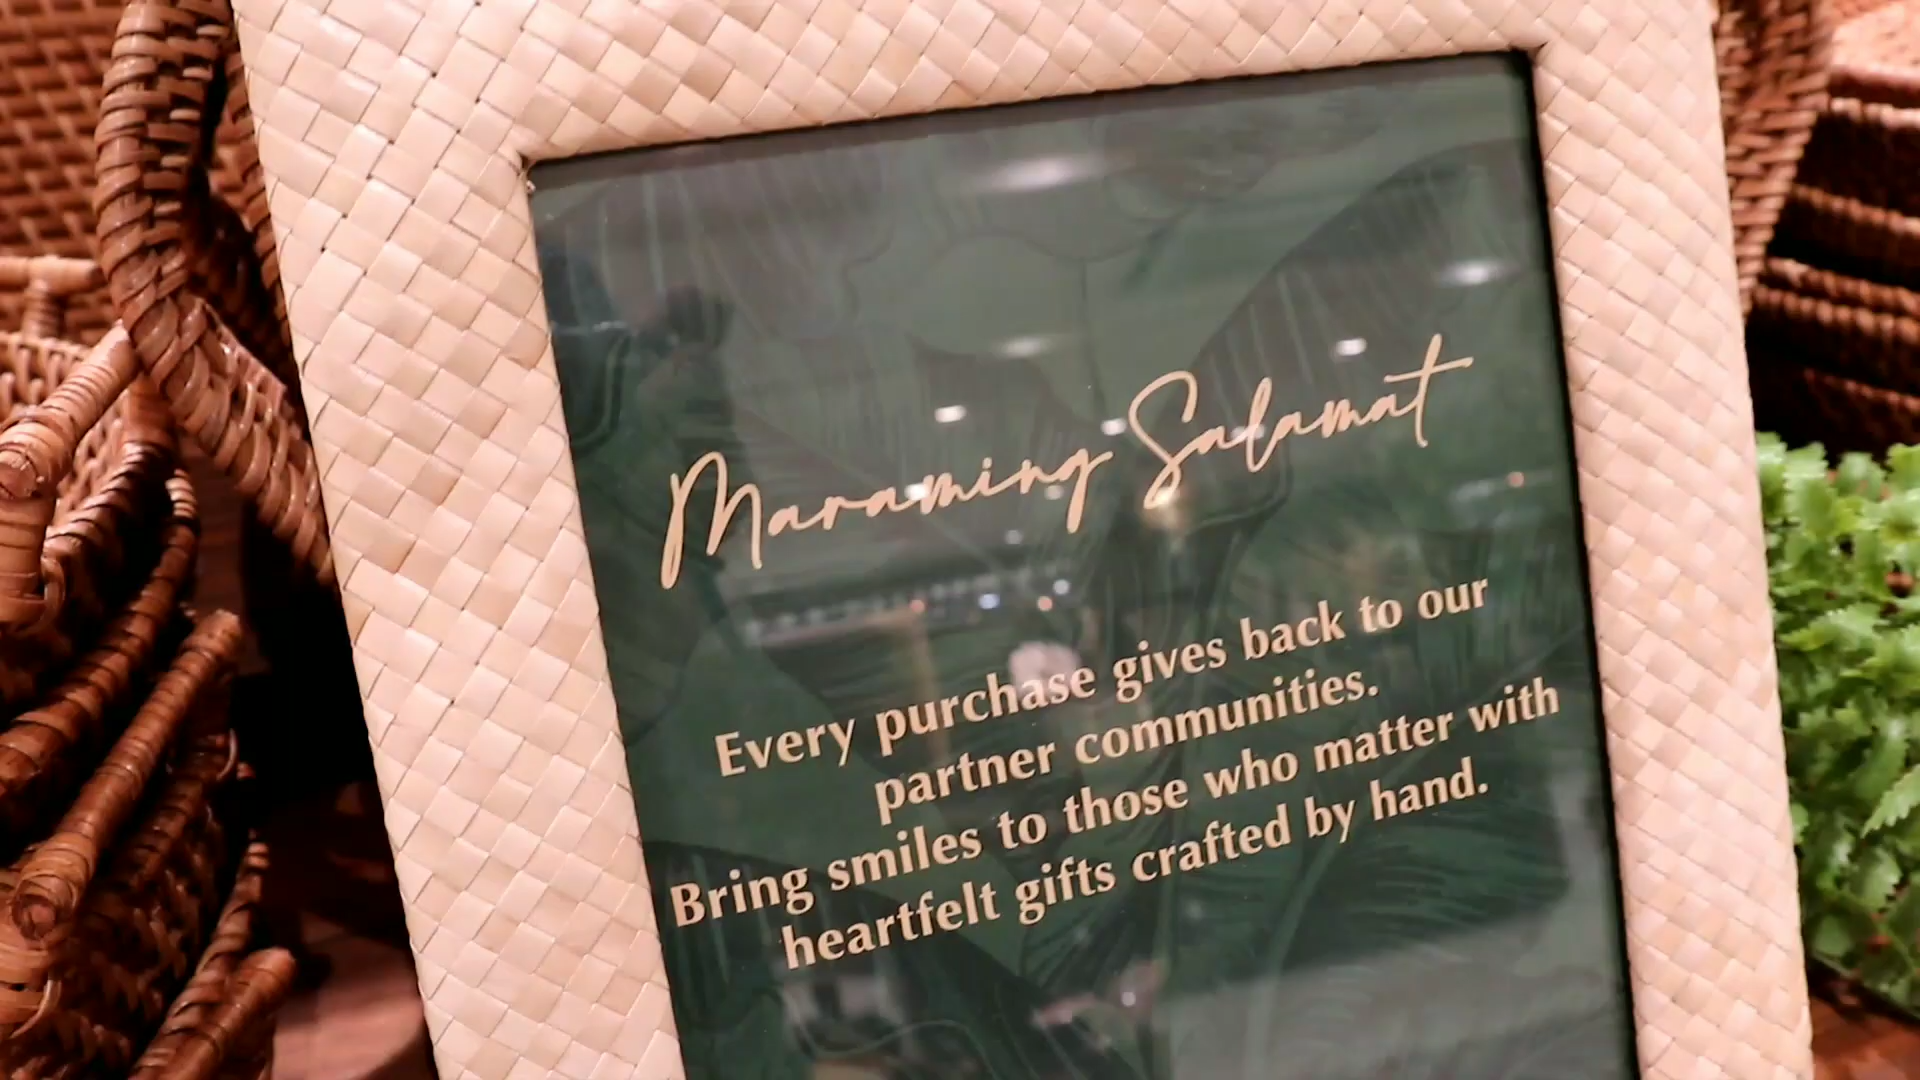 Maraming Salamat
Every purchase gives back to our
partner communities.
Bring smiles to those who matter with
heartfelt gifts crafted by hand.